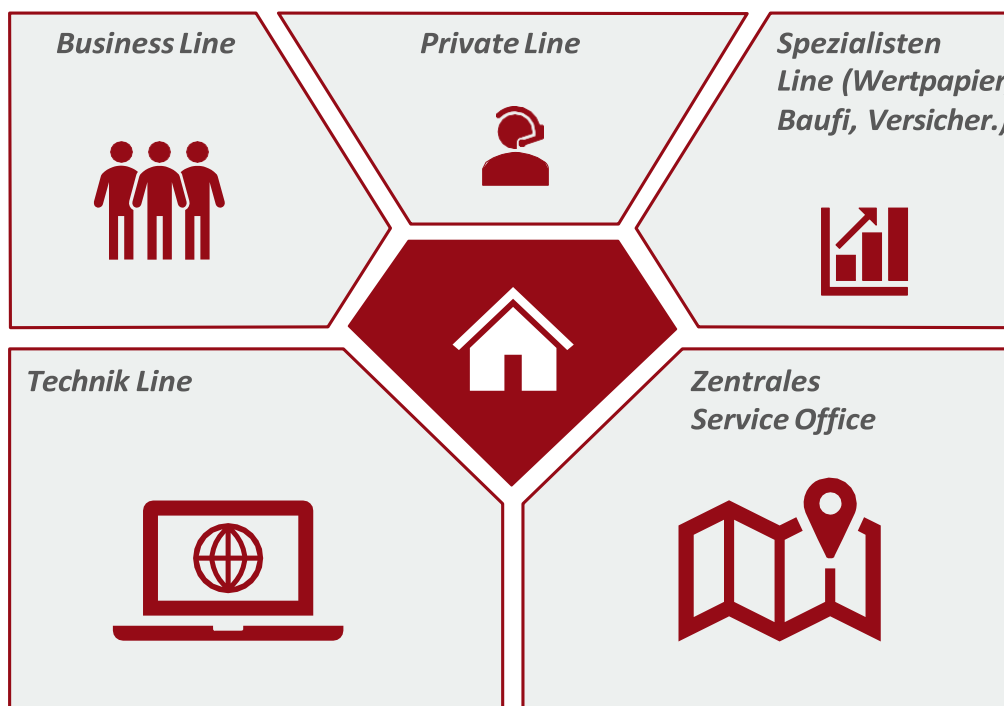 Business Line
Private Line
Spezialisten
Line (Wertpapier
Baufi, Versicher.)
Technik Line
Zentrales
Service Office